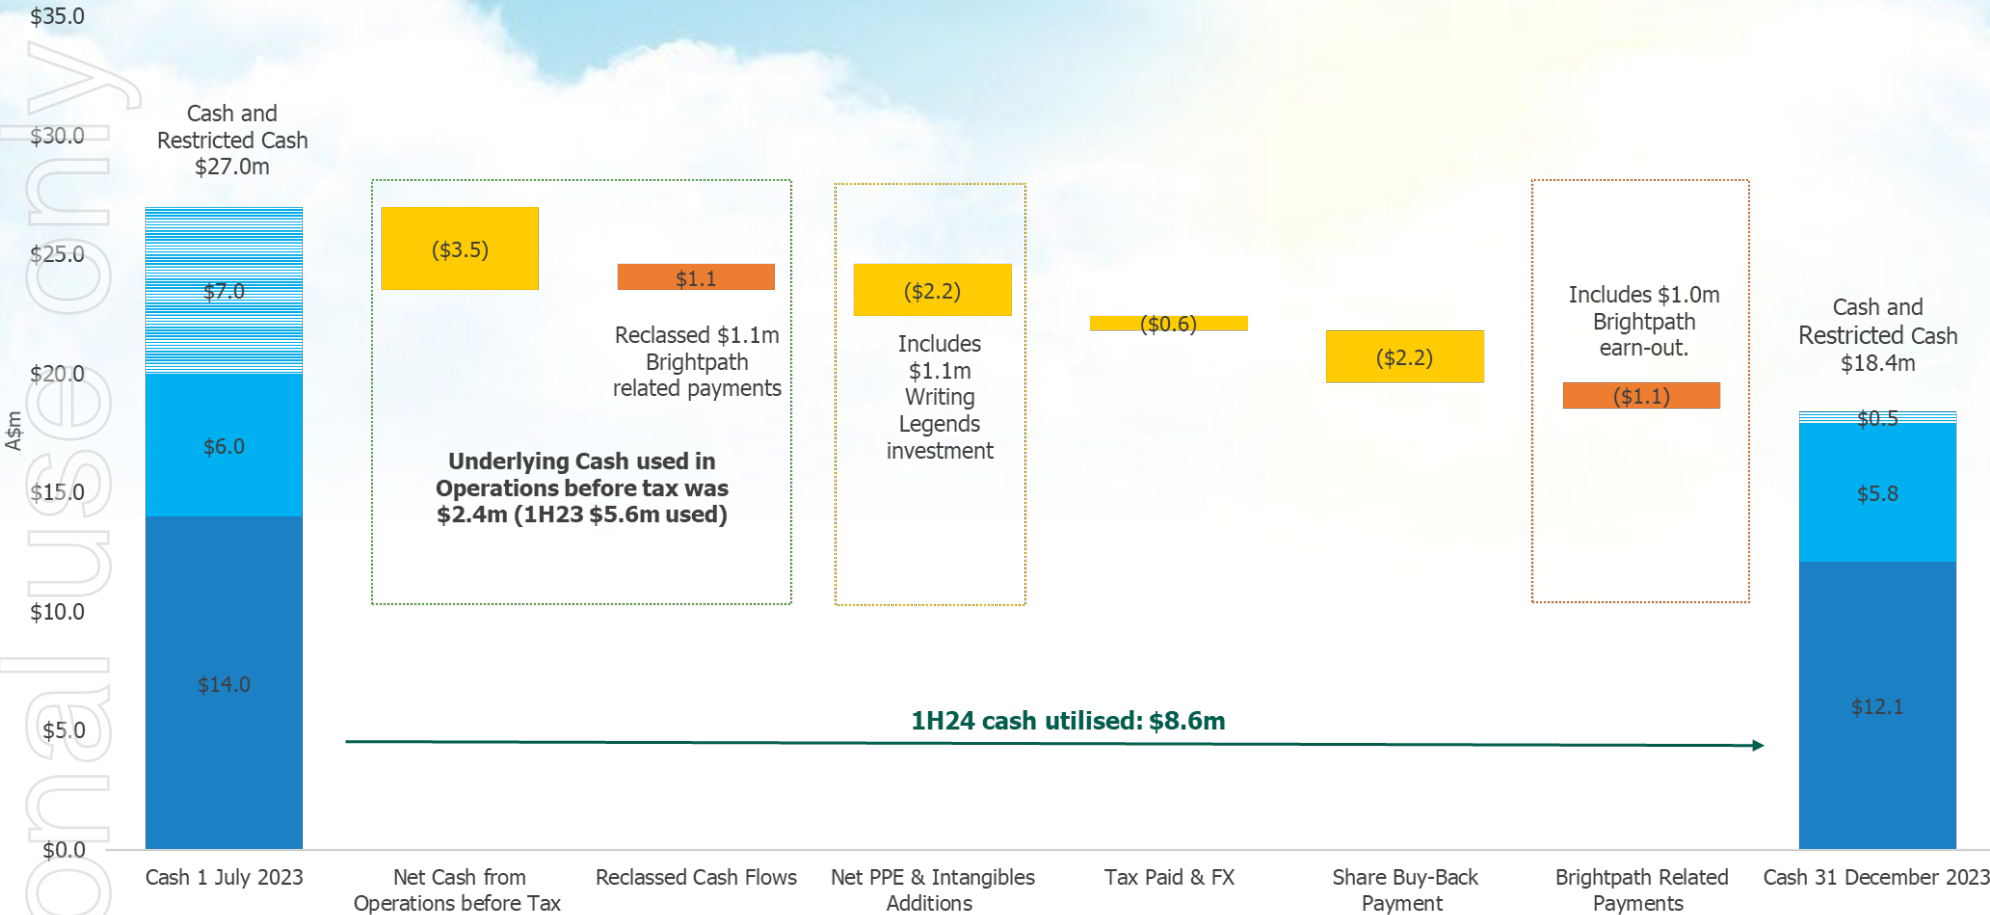 $35.0
$30.0
$25.0
$20.0
$15.0
$10.0
$5.0
$0.0
A$m
onal use only
Cash and
Restricted Cash
$27.0m
$7.0
$6.0
$14.0
($3.5)
$1.1
Reclassed $1.1m
Brightpath
related payments
Underlying Cash used in
Operations before tax was
$2.4m (1H23 $5.6m used)
($2.2)
Includes
$1.1m
Writing
Legends
investment
($0.6)
($2.2)
Includes $1.0m
Brightpath
earn-out.
($1.1)
Cash and
Restricted Cash
$18.4m
$0.5
$5.8
$12.1
1H24 cash utilised: $8.6m
Cash 1 July 2023
Net Cash from
Operations before Tax
Reclassed Cash Flows
Net PPE & Intangibles
Additions
Tax Paid & FX
Share Buy-Back
Payment
Brightpath Related
Payments
Cash 31 December 2023